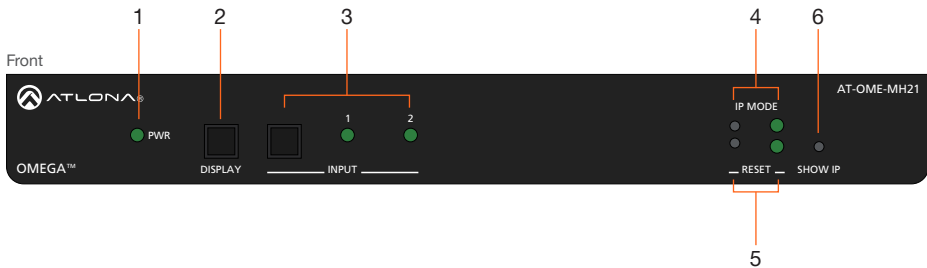 1 2 3 4 6
Front
ATLONA®
AT-OME-MH21
IP MODE
1 2
PWR
OMEGA™
DISPLAY
INPUT
RESET
SHOW IP
5